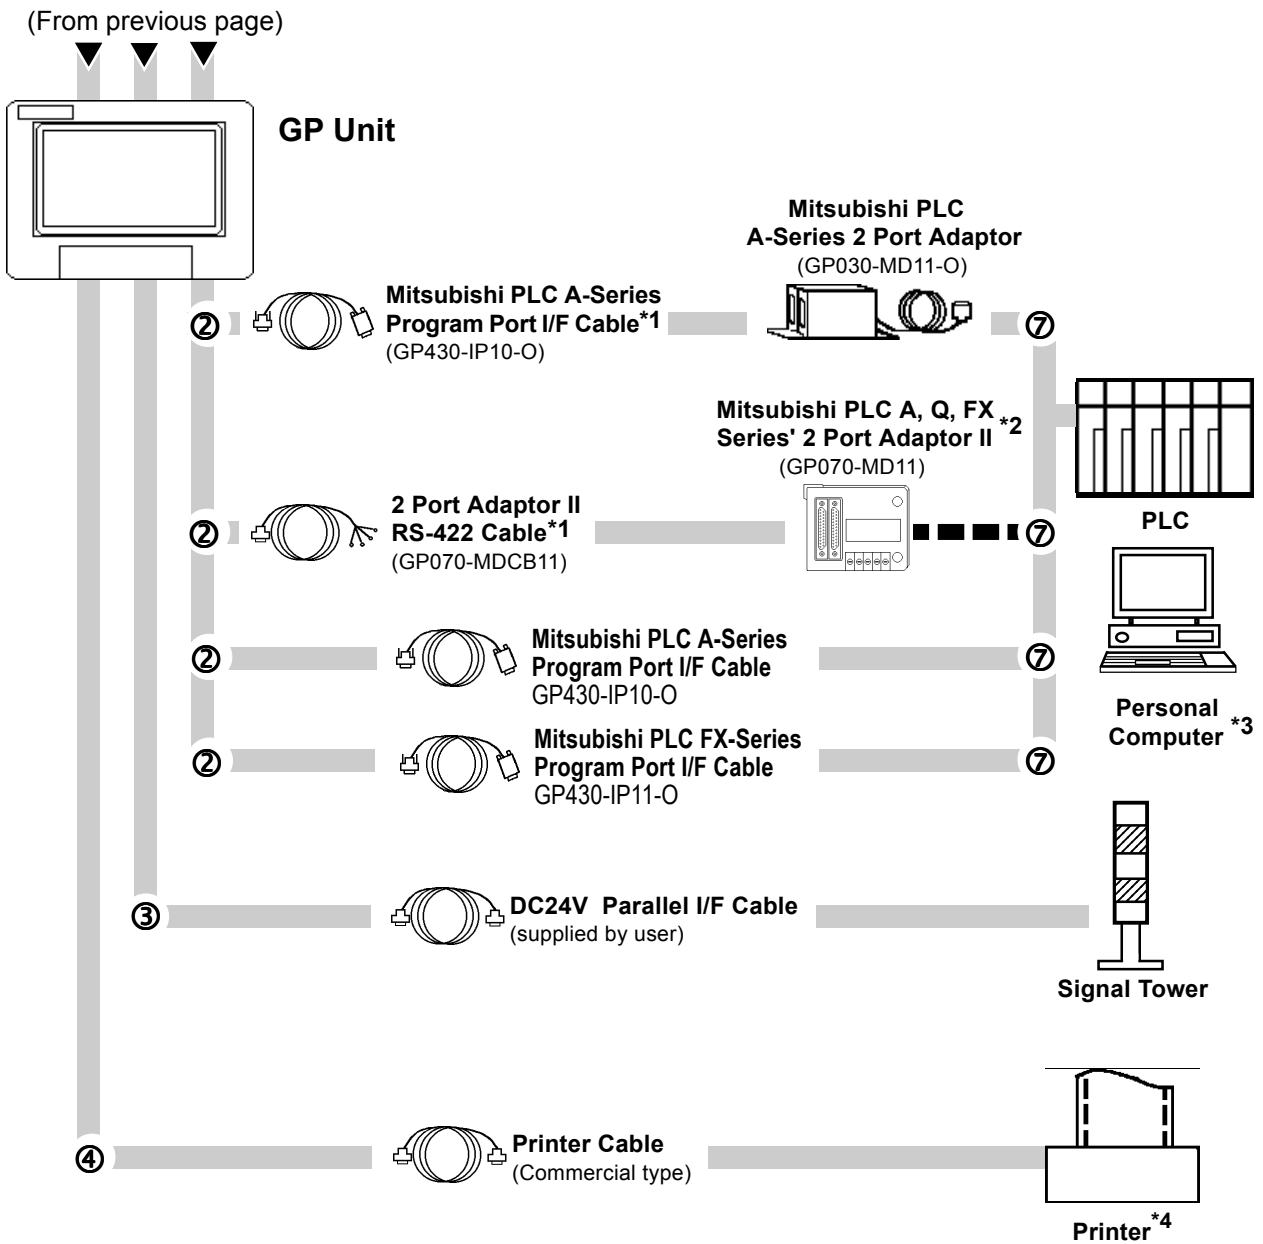 (From previous page)
GP Unit
Mitsubishi PLC
A-Series 2 Port Adaptor
(GP030-MD11-O)
② Mitsubishi PLC A-Series
Program Port I/F Cable*1
(GP430-IP10-O)
⑦
Mitsubishi PLC A, Q, FX
Series' 2 Port Adaptor II *2
(GP070-MD11)
② 2 Port Adaptor II
RS-422 Cable*1
(GP070-MDCB11)
⑦
PLC
② Mitsubishi PLC A-Series
Program Port I/F Cable
GP430-IP10-O
⑦
Personal
Computer *3
② Mitsubishi PLC FX-Series
Program Port I/F Cable
GP430-IP11-O
⑦
③ DC24V Parallel I/F Cable
(supplied by user)
Signal Tower
④ Printer Cable
(Commercial type)
Printer*4